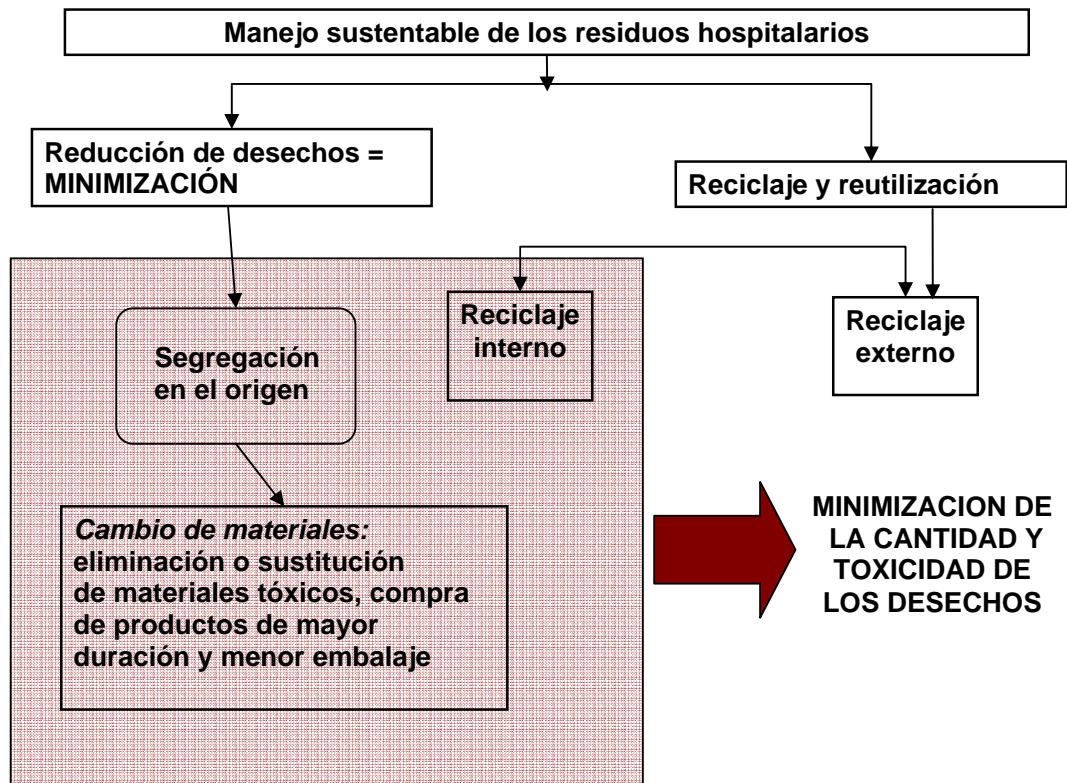 Manejo sustentable de los residuos hospitalarios
Reducción de desechos =
MINIMIZACIÓN
Reciclaje y reutilización
Segregación
en el origen
Reciclaje
interno
Reciclaje
externo
Cambio de materiales:
eliminación o sustitución
de materiales tóxicos, compra
de productos de mayor
duración y menor embalaje
MINIMIZACION DE
LA CANTIDAD Y
TOXICIDAD DE
LOS DESECHOS